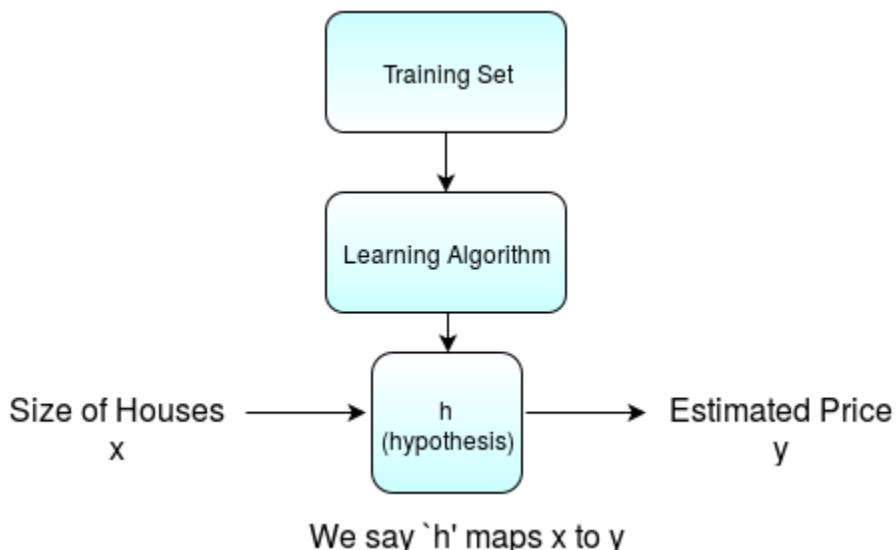 Training Set
Learning Algorithm
Size of Houses
x
h
(hypothesis)
Estimated Price
y
We say `h' maps x to y